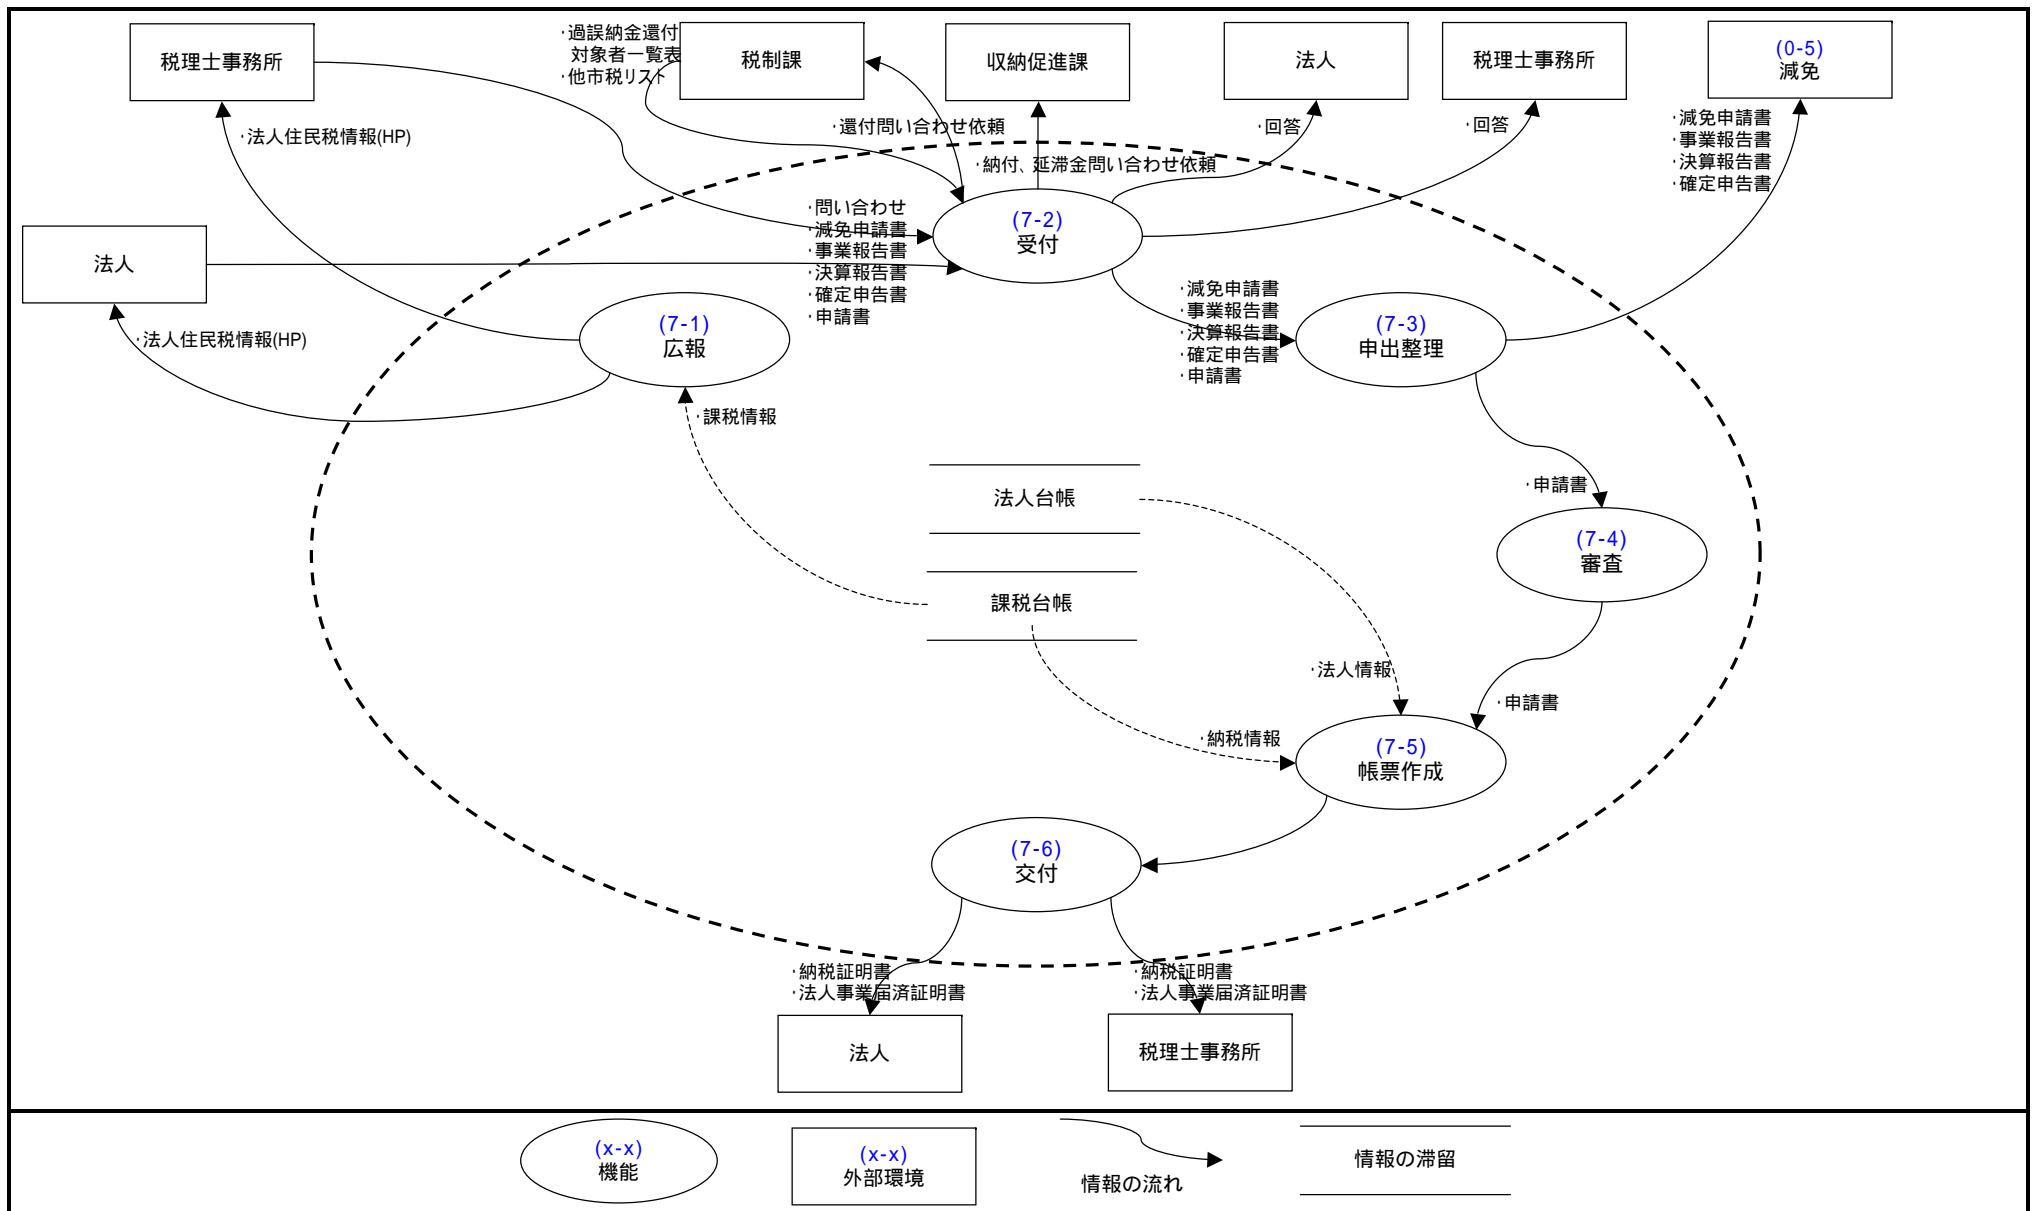 税理士事務所
・過誤納金還付
対象者一覧表
・他市税リスト
税制課
収納促進課
法人
税理士事務所
(0-5)
減免
・法人住民税情報(HP)
・還付問い合わせ依頼
・納付、延滞金問い合わせ依頼
・回答
・回答
・減免申請書
・事業報告書
・決算報告書
・確定申告書
法人
・問い合わせ
・減免申請書
・事業報告書
・決算報告書
・確定申告書
・申請書
(7-2)
受付
・法人住民税情報(HP)
(7-1)
広報
・減免申請書
・事業報告書
・決算報告書
・確定申告書
・申請書
(7-3)
申出整理
・課税情報
法人台帳
・申請書
(7-4)
審査
課税台帳
・法人情報
・申請書
・納税情報
(7-5)
帳票作成
(7-6)
交付
・納税証明書
・法人事業届済証明書
・納税証明書
・法人事業届済証明書
法人
税理士事務所
(x-x)
機能
(x-x)
外部環境
情報の流れ
情報の滞留